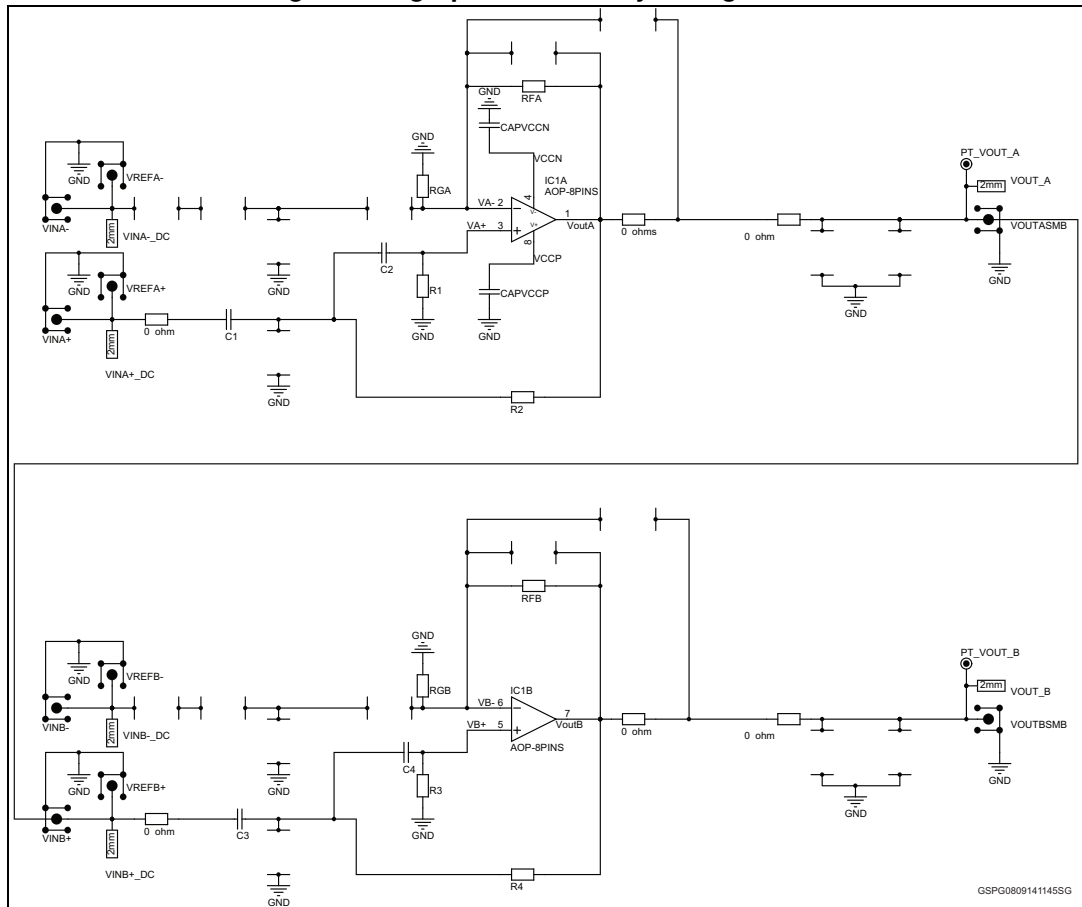 GND
RFA
GND
CAPVCCN
GND
VCCN
GND
VREFA-
RGA
IC1A
AOP-8PINS
PT_VOUT_A
2mm
VOUT_A
VINA-
2mm
VINA-_DC
VA- 2
4
V-
1
VoutA
0 ohms
0 ohm
VOUTASMB
VA+ 3
V+
8
VCCP
C2
R1
GND
GND
GND
VREFA+
CAPVCCP
GND
GND
GND
VINA+
0 ohm
2mm
C1
VINA+_DC
GND
R2
RFB
GND
GND
VREFB-
RGB
IC1B
PT_VOUT_B
2mm
VOUT_B
VINB-
2mm
VINB-_DC
VB- 6
7
VoutB
0 ohm
0 ohm
VOUTBSMB
VB+ 5
AOP-8PINS
C4
R3
GND
GND
VREFB+
GND
GND
GND
VINB+
0 ohm
2mm
C3
VINB+_DC
R4
GND
GSPG0809141145SG